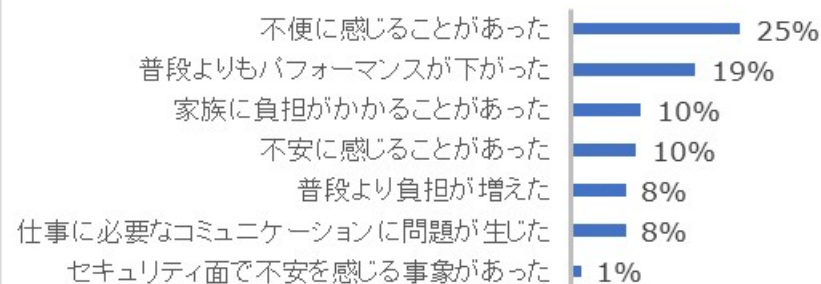 不便に感じることがあった 25%
普段よりもパフォーマンスが下がった 19%
家族に負担がかかることがあった 10%
不安に感じることがあった 10%
普段より負担が増えた 8%
仕事に必要なコミュニケーションに問題が生じた 8%
セキュリティ面で不安を感じる事象があった 1%